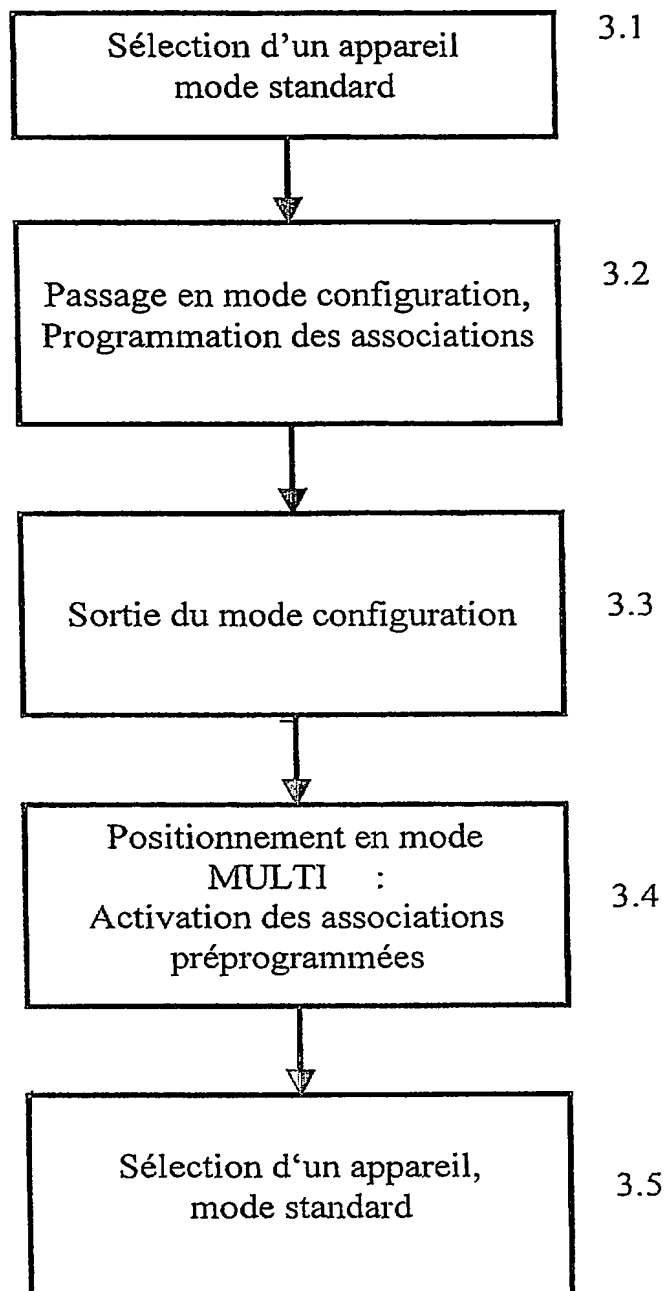 Sélection d'un appareil
mode standard
3.1
Passage en mode configuration,
Programmation des associations
3.2
Sortie du mode configuration
3.3
Positionnement en mode
MULTI :
Activation des associations
préprogrammées
3.4
Sélection d‘un appareil,
mode standard
3.5